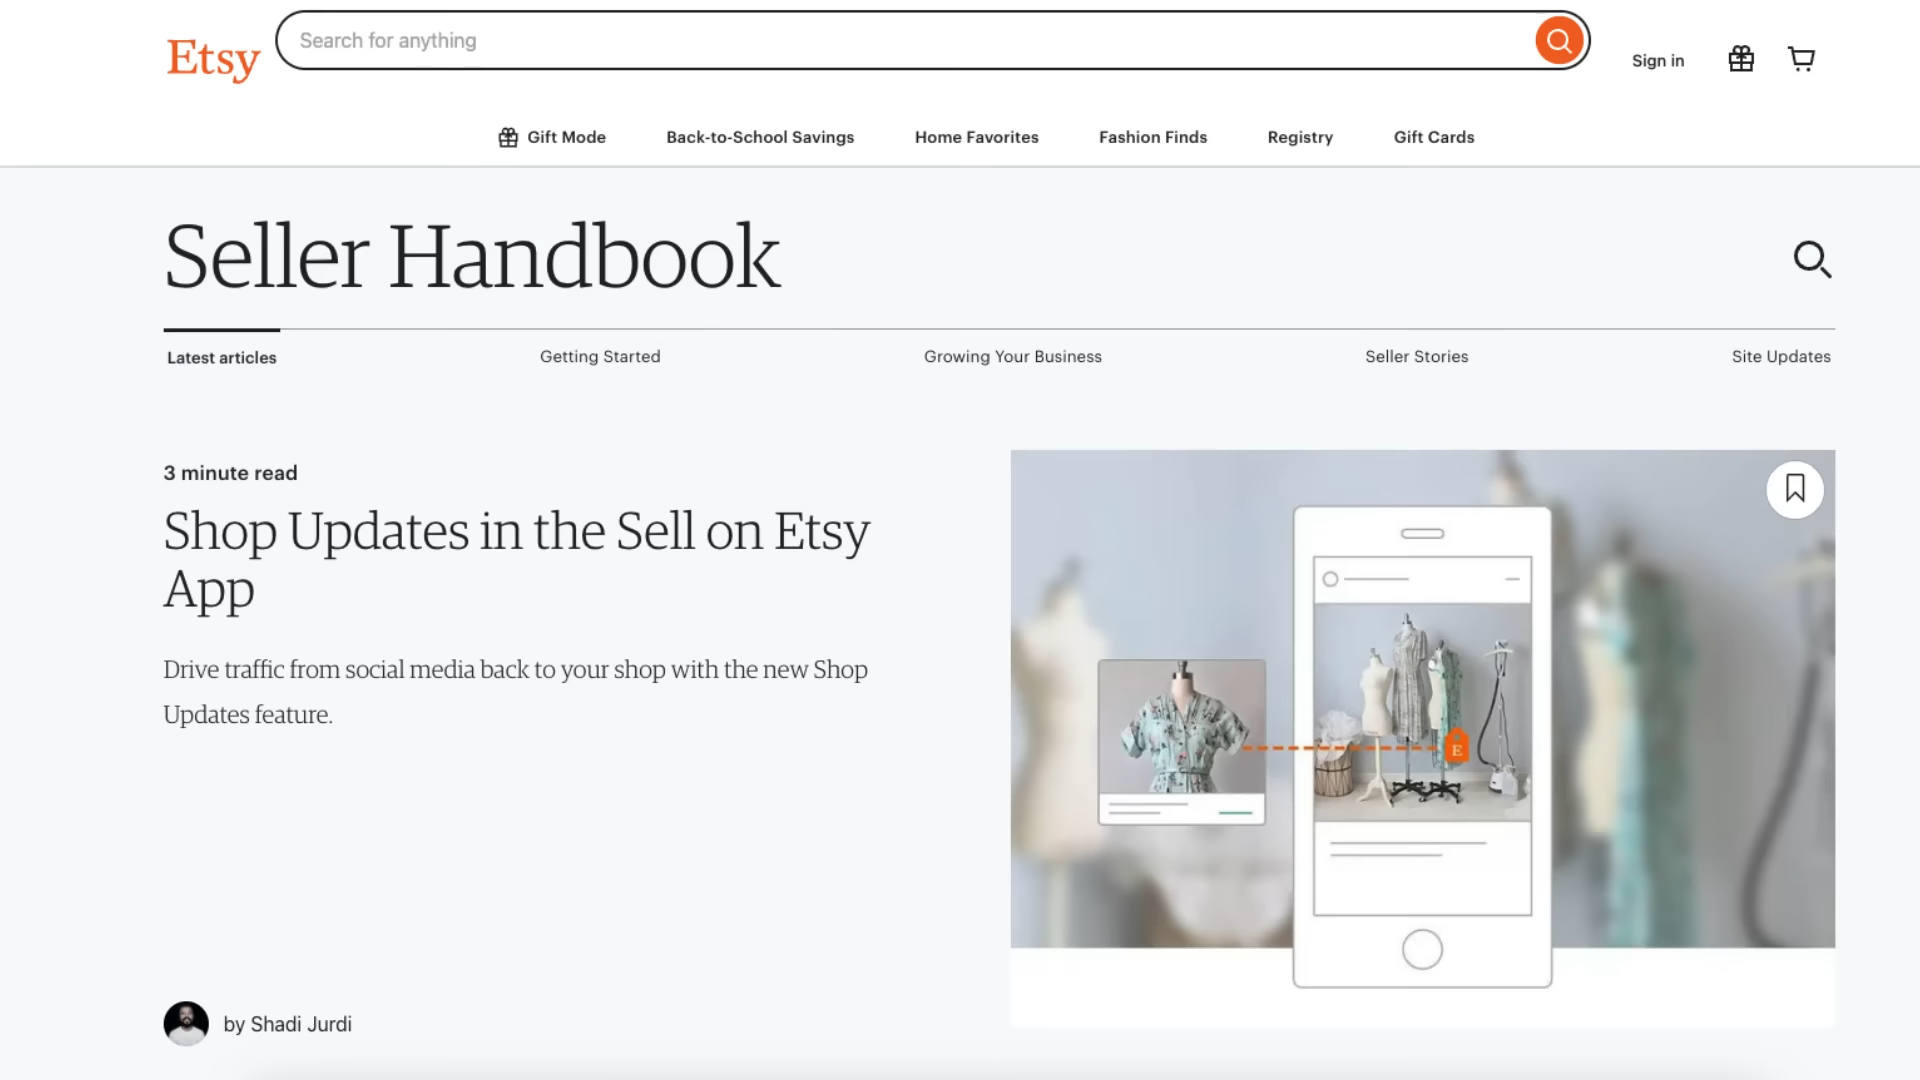 Etsy
Search for anything
Sign in
Gift Mode
Back-to-School Savings
Home Favorites
Fashion Finds
Registry
Gift Cards
Seller Handbook
Latest articles
Getting Started
Growing Your Business
Seller Stories
Site Updates
3 minute read
Shop Updates in the Sell on Etsy
App
Drive traffic from social media back to your shop with the new Shop
Updates feature.
E
by Shadi Jurdi